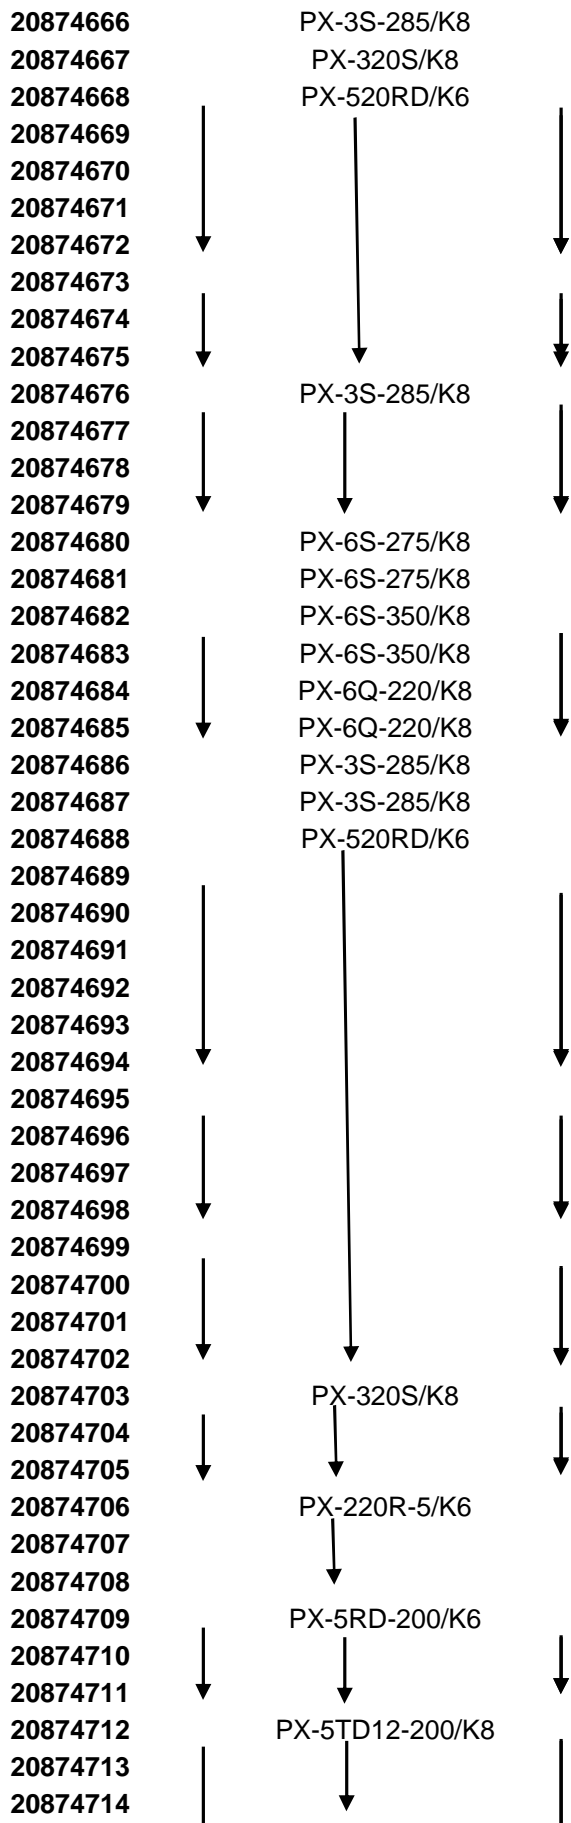 20874666 PX-3S-285/K8
20874667 PX-320S/K8
20874668 PX-520RD/K6
20874669
20874670
20874671
20874672
20874673
20874674
20874675
20874676 PX-3S-285/K8
20874677
20874678
20874679
20874680 PX-6S-275/K8
20874681 PX-6S-275/K8
20874682 PX-6S-350/K8
20874683 PX-6S-350/K8
20874684 PX-6Q-220/K8
20874685 PX-6Q-220/K8
20874686 PX-3S-285/K8
20874687 PX-3S-285/K8
20874688 PX-520RD/K6
20874689
20874690
20874691
20874692
20874693
20874694
20874695
20874696
20874697
20874698
20874699
20874700
20874701
20874702
20874703 PX-320S/K8
20874704
20874705
20874706 PX-220R-5/K6
20874707
20874708
20874709 PX-5RD-200/K6
20874710
20874711
20874712 PX-5TD12-200/K8
20874713
20874714